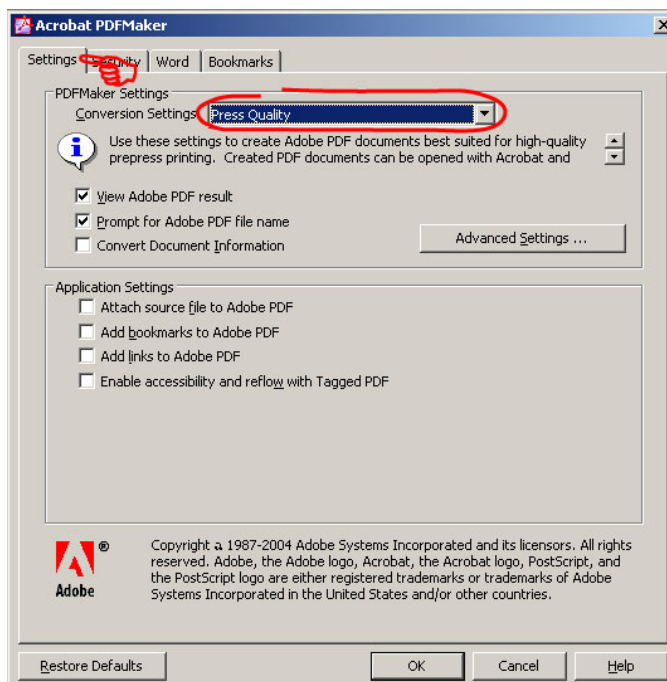 Acrobat PDFMaker
Settings Security Word Bookmarks
PDFMaker Settings
Conversion Settings Press Quality
Use these settings to create Adobe PDF documents best suited for high-quality
prepress printing. Created PDF documents can be opened with Acrobat and
View Adobe PDF result
Prompt for Adobe PDF file name
Convert Document Information
Advanced Settings ...
Application Settings
Attach source file to Adobe PDF
Add bookmarks to Adobe PDF
Add links to Adobe PDF
Enable accessibility and reflow with Tagged PDF
Adobe ®
Copyright a 1987-2004 Adobe Systems Incorporated and its licensors. All rights
reserved. Adobe, the Adobe logo, Acrobat, the Acrobat logo, PostScript, and
the PostScript logo are either registered trademarks or trademarks of Adobe
Systems Incorporated in the United States and/or other countries.
Restore Defaults OK Cancel Help